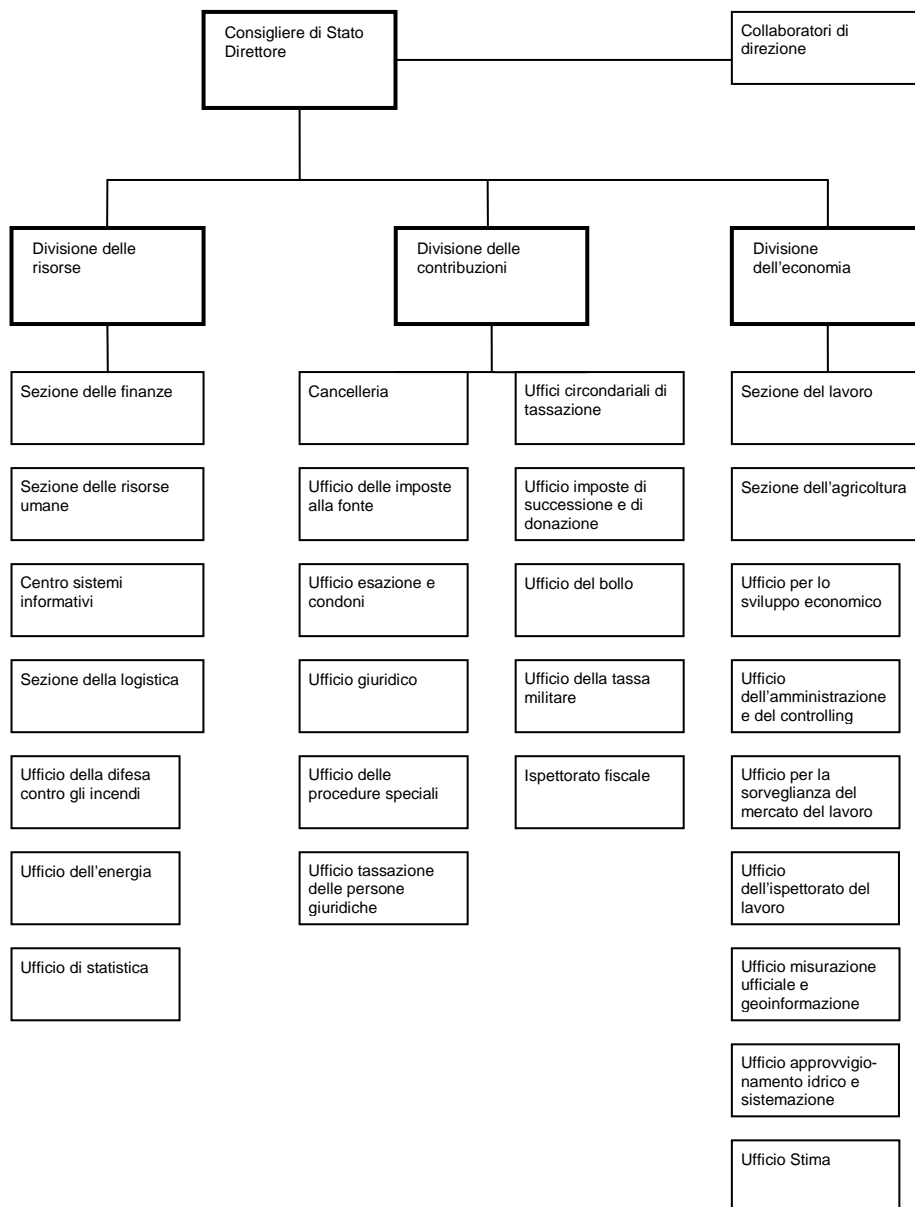 Consigliere di Stato
Direttore
Collaboratori di
direzione
Divisione delle
risorse
Divisione delle
contribuzioni
Divisione
dell'economia
Sezione delle finanze
Sezione delle risorse
umane
Centro sistemi
informativi
Sezione della logistica
Ufficio della difesa
contro gli incendi
Ufficio dell'energia
Ufficio di statistica
Cancelleria
Ufficio delle imposte
alla fonte
Ufficio esazione e
condoni
Ufficio giuridico
Ufficio delle
procedure speciali
Ufficio tassazione
delle persone
giuridiche
Uffici circondariali di
tassazione
Ufficio imposte di
successione e di
donazione
Ufficio del bollo
Ufficio della tassa
militare
Ispettorato fiscale
Sezione del lavoro
Sezione dell'agricoltura
Ufficio per lo
sviluppo economico
Ufficio
dell'amministrazione
e del controlling
Ufficio per la
sorveglianza del
mercato del lavoro
Ufficio
dell'ispettorato del
lavoro
Ufficio misurazione
ufficiale e
geoinformazione
Ufficio approvvigio-
namento idrico e
sistemazione
Ufficio Stima